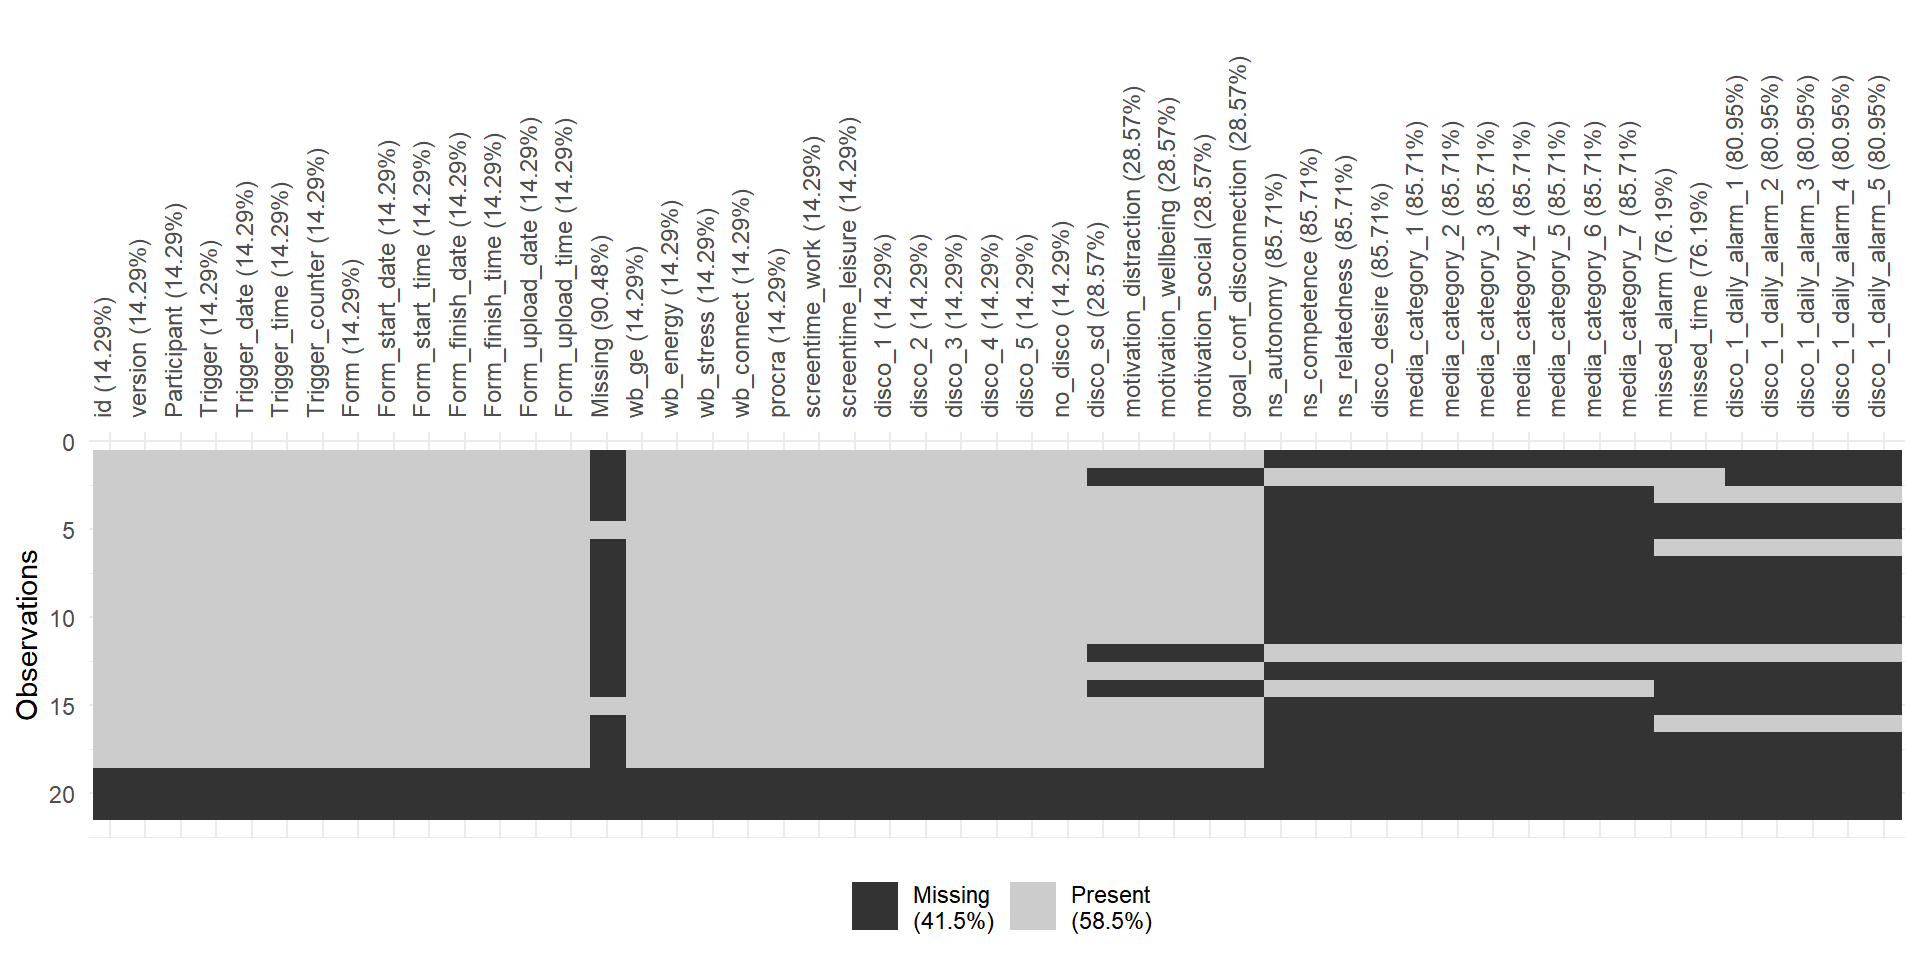 id (14.29%)
version (14.29%)
Participant (14.29%)
Trigger (14.29%)
Trigger_date (14.29%)
Trigger_time (14.29%)
Trigger_counter (14.29%)
Form (14.29%)
Form_start_date (14.29%)
Form_start_time (14.29%)
Form_finish_date (14.29%)
Form_finish_time (14.29%)
Form_upload_date (14.29%)
Form_upload_time (14.29%)
Missing (90.48%)
wb_ge (14.29%)
wb_energy (14.29%)
wb_stress (14.29%)
wb_connect (14.29%)
procra (14.29%)
screentime_work (14.29%)
screentime_leisure (14.29%)
disco_1 (14.29%)
disco_2 (14.29%)
disco_3 (14.29%)
disco_4 (14.29%)
disco_5 (14.29%)
no_disco (14.29%)
disco_sd (28.57%)
motivation_distraction (28.57%)
motivation_wellbeing (28.57%)
motivation_social (28.57%)
goal_conf_disconnection (28.57%)
ns_autonomy (85.71%)
ns_competence (85.71%)
ns_relatedness (85.71%)
disco_desire (85.71%)
media_category_1 (85.71%)
media_category_2 (85.71%)
media_category_3 (85.71%)
media_category_4 (85.71%)
media_category_5 (85.71%)
media_category_6 (85.71%)
media_category_7 (85.71%)
missed_alarm (76.19%)
missed_time (76.19%)
disco_1_daily_alarm_1 (80.95%)
disco_1_daily_alarm_2 (80.95%)
disco_1_daily_alarm_3 (80.95%)
disco_1_daily_alarm_4 (80.95%)
disco_1_daily_alarm_5 (80.95%)
Observations
0
5
10
15
20
Missing
(41.5%)
Present
(58.5%)